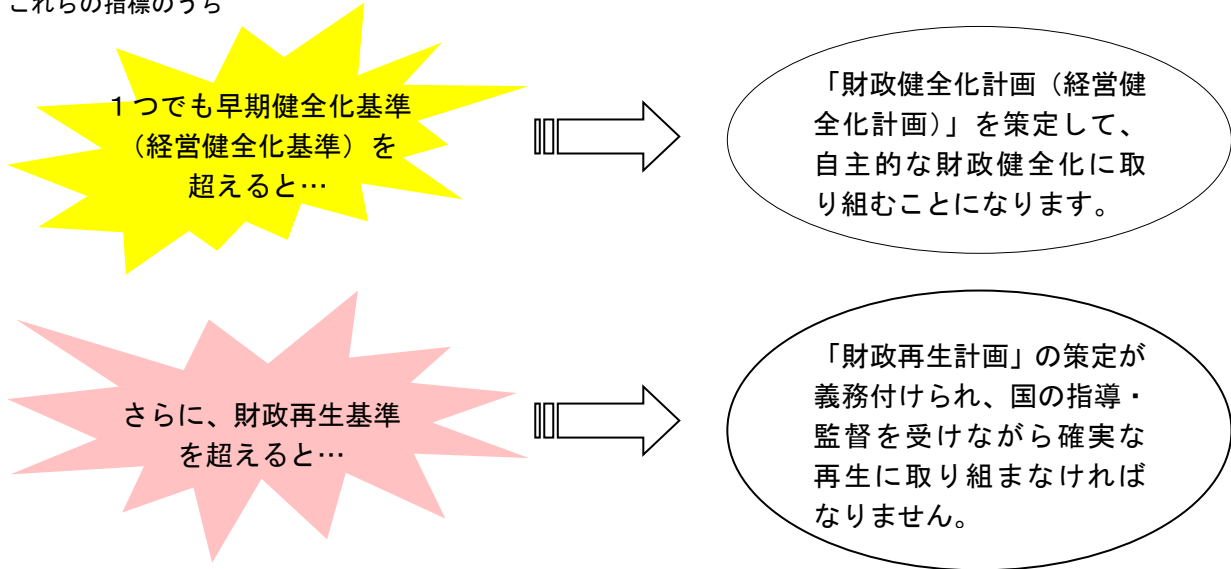 これらの指標のうち
１つでも早期健全化基準
（経営健全化基準）を
超えると…
「財政健全化計画（経営健
全化計画）」を策定して、
自主的な財政健全化に取
り組むことになります。
さらに、財政再生基準
を超えると…
「財政再生計画」の策定が
義務付けられ、国の指導・
監督を受けながら確実な
再生に取り組まなければ
なりません。